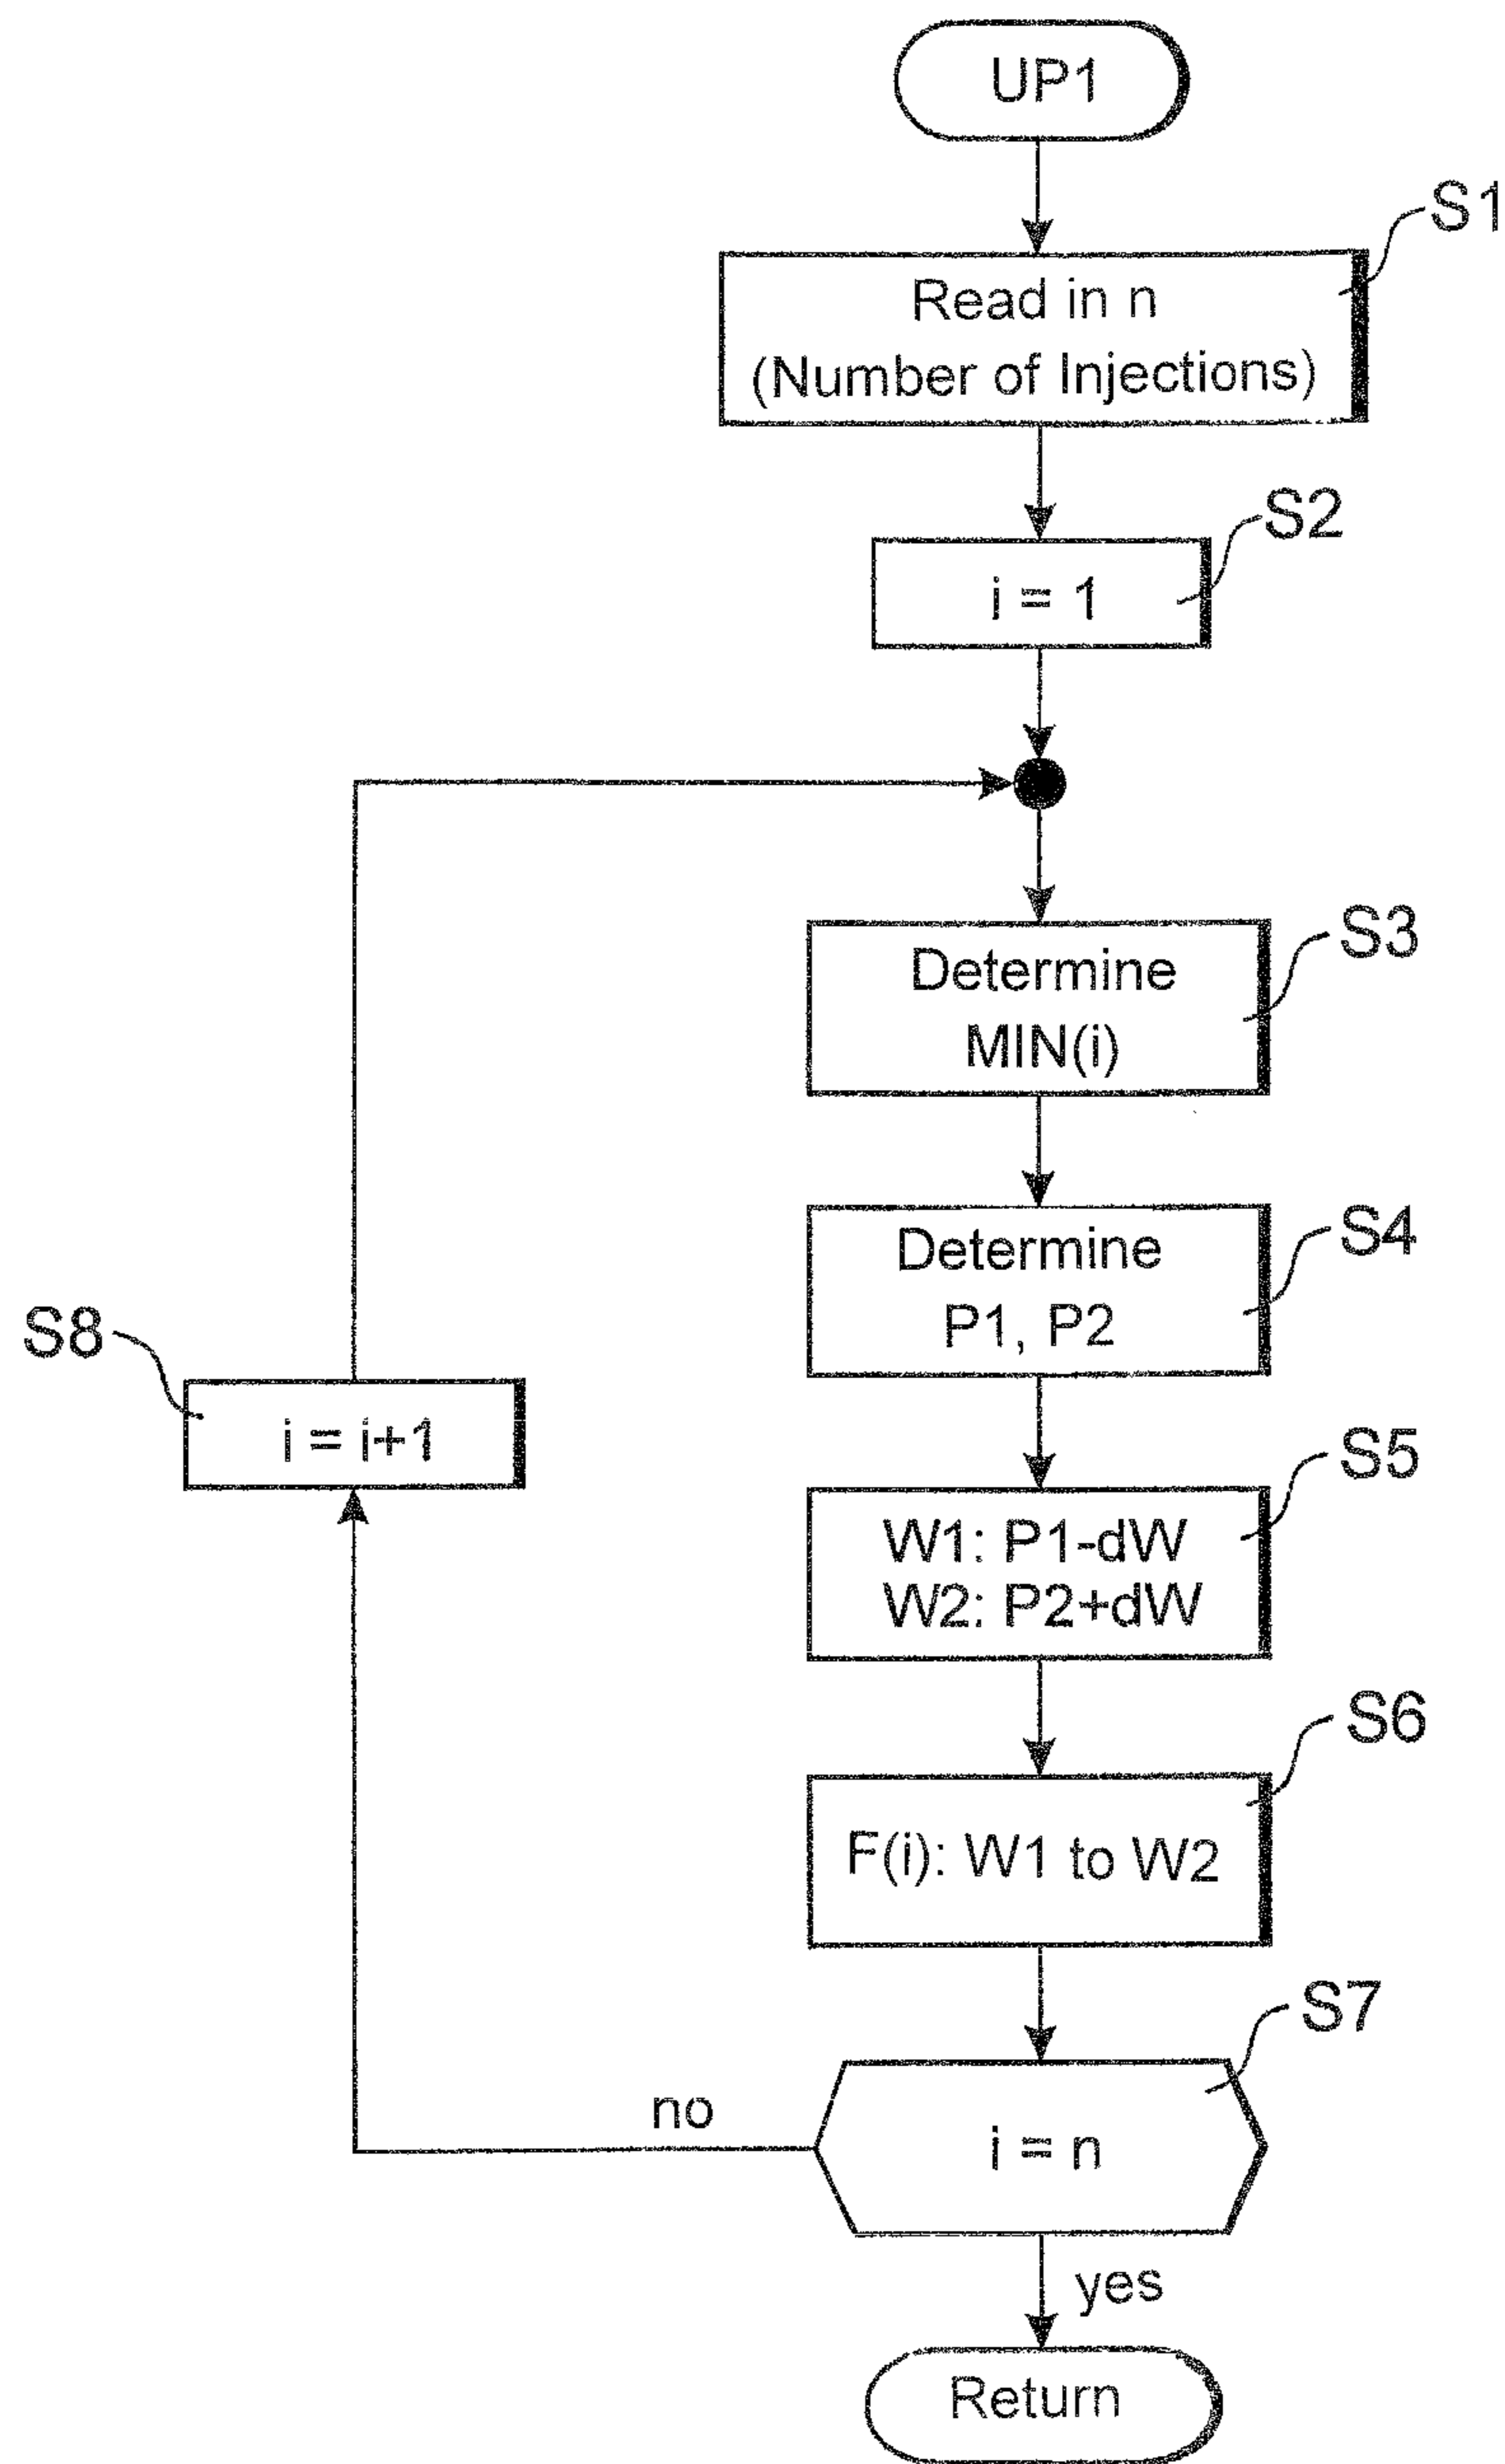 UP1
S1
Read in n
(Number of Injections)
S2
i = 1
S3
Determine
MIN(i)
S4
Determine
P1, P2
S8
i = i+1
S5
W1: P1-dW
W2: P2+dW
S6
F(i): W1 to W2
S7
no
i = n
yes
Return